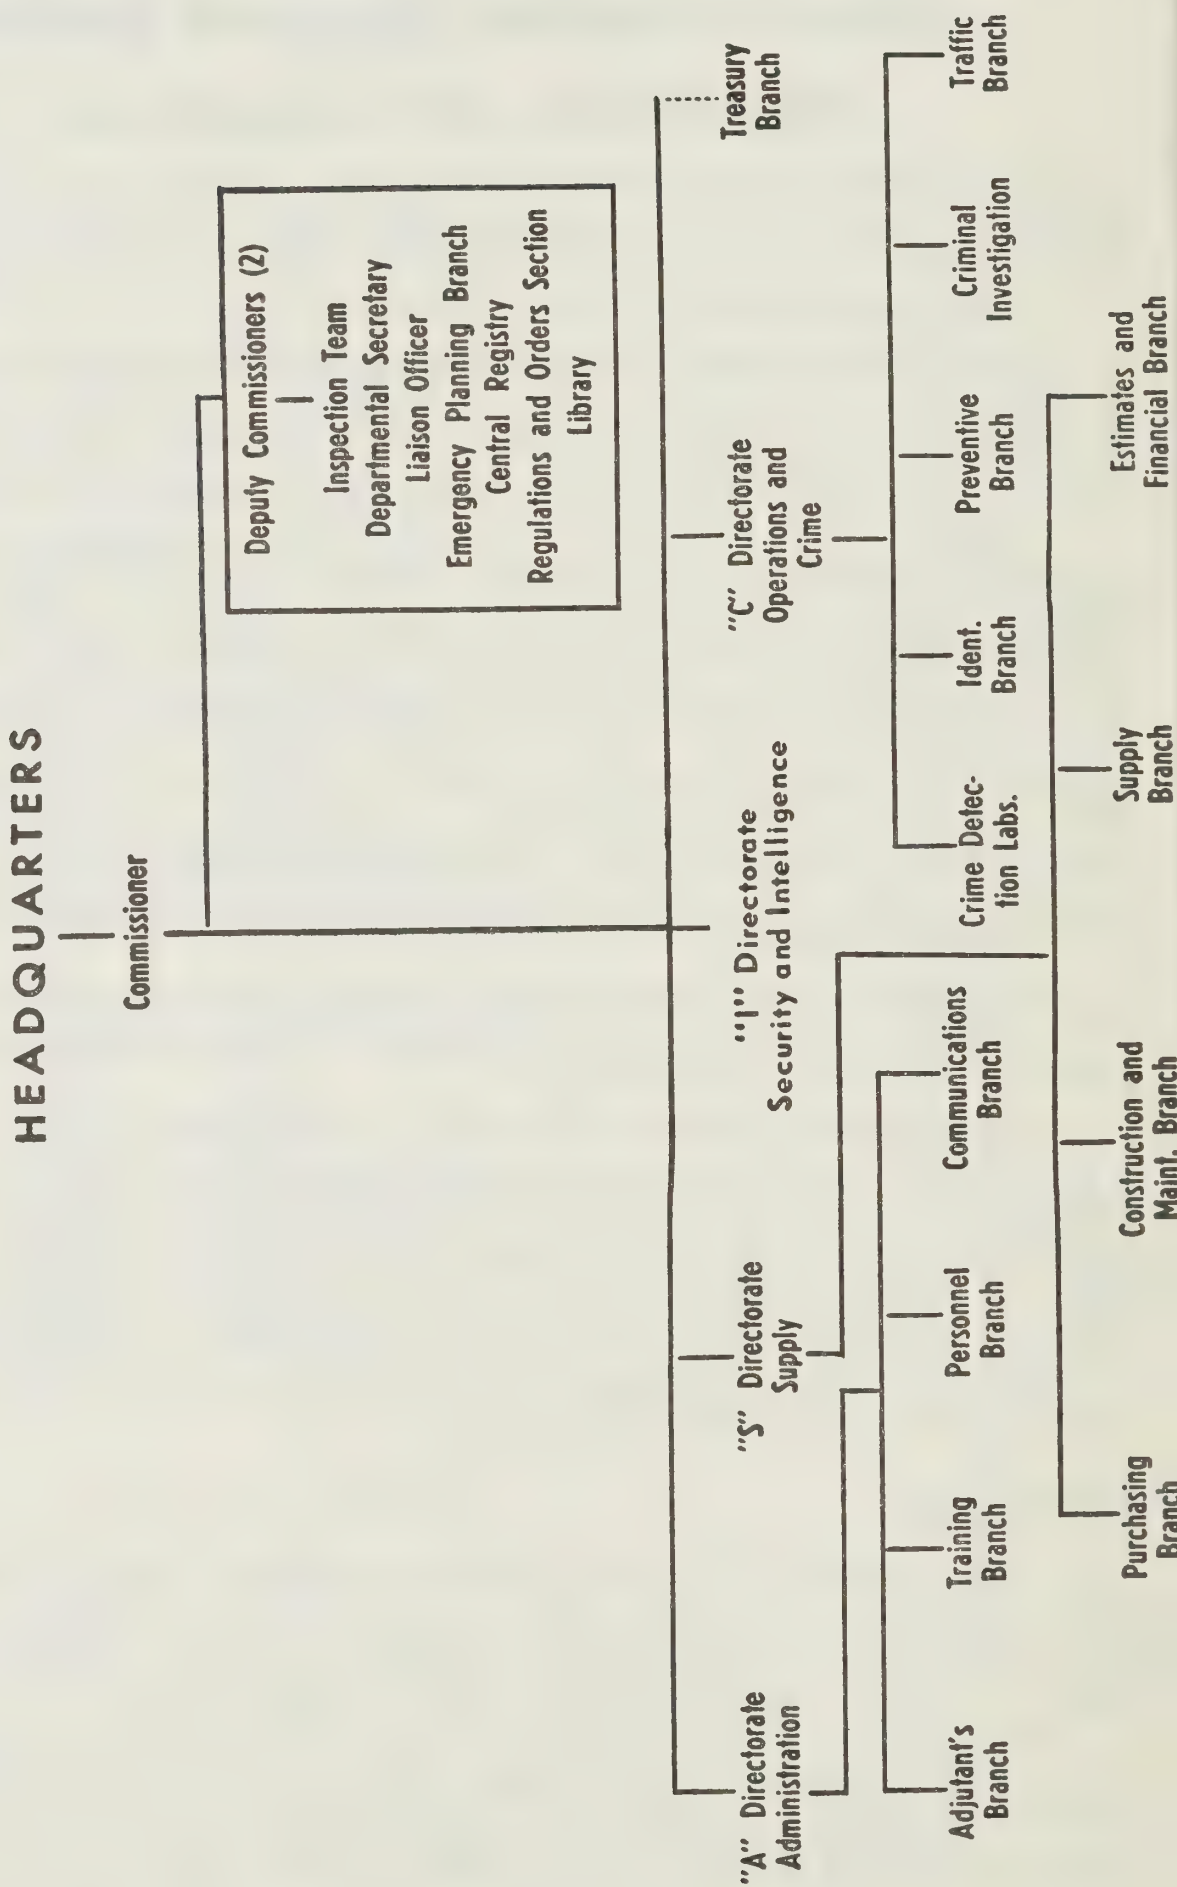 HEADQUARTERS
Commissioner
Deputy Commissioners (2)
Inspection Team
Departmental Secretary
Liaison Officer
Emergency Planning Branch
Central Registry
Regulations and Orders Section
Library
"A" Directorate
Administration
"S" Directorate
Supply
"I" Directorate
Security and Intelligence
"C" Directorate
Operations and
Crime
Treasury
Branch
Adjutant's
Branch
Training
Branch
Personnel
Branch
Communications
Branch
Crime Detec-
tion Labs.
Ident.
Branch
Preventive
Branch
Criminal
Investigation
Traffic
Branch
Purchasing
Branch
Construction and
Maint. Branch
Supply
Branch
Estimates and
Financial Branch